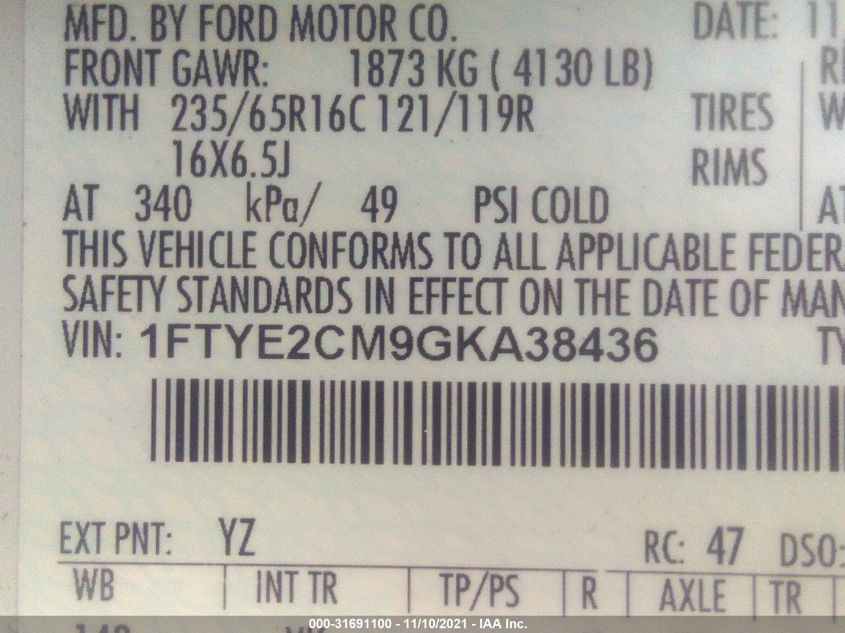 MFD. BY FORD MOTOR CO. DATE: 11
FRONT GAWR: 1873 KG ( 4130 LB)
WITH 235/65R16C 121/119R TIRES
16X6.5J RIMS
AT 340 kPa/ 49 PSI COLD
THIS VEHICLE CONFORMS TO ALL APPLICABLE
SAFETY STANDARDS IN EFFECT ON THE DATE OF
VIN: 1FTYE2CM9GKA38436
EXT PNT: YZ RC: 47 DSO:
WB INT TR TP/PS R AXLE TR
000-31691100 - 11/10/2021 - IAA Inc.